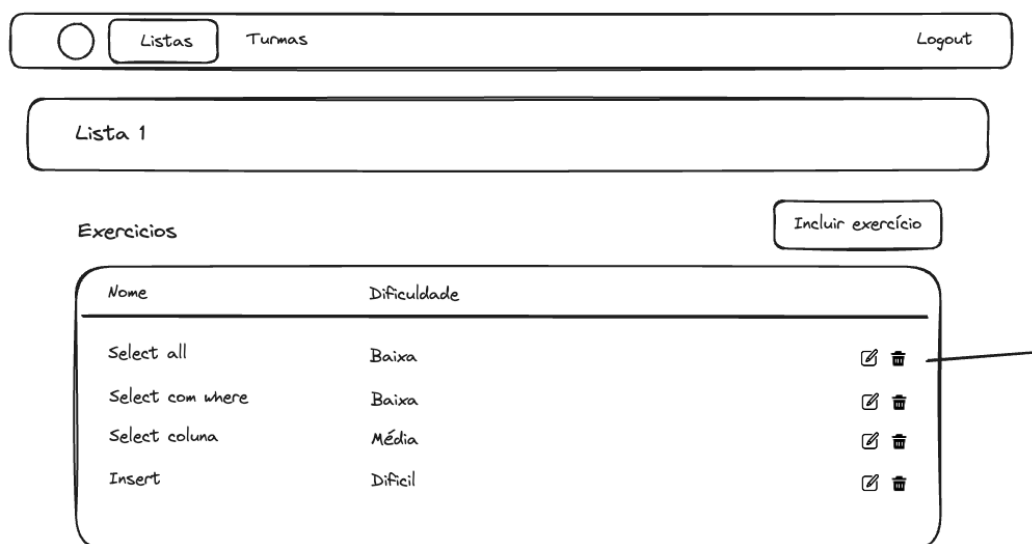 Listas Turmas Logout
Lista 1
Exercicios Incluir exercício
Nome Dificuldade
Select all Baixa
Select com where Baixa
Select coluna Média
Insert Dificil